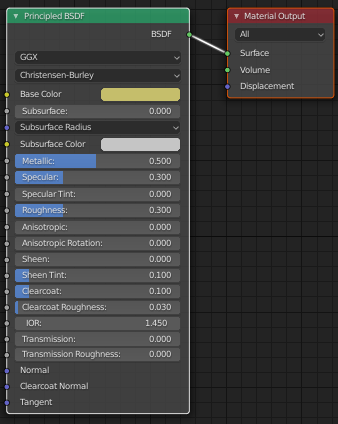 Principled BSDF
BSDF
GGX
Christensen-Burley
Base Color
Subsurface: 0.000
Subsurface Radius
Subsurface Color
Metallic: 0.500
Specular: 0.300
Specular Tint: 0.000
Roughness: 0.300
Anisotropic: 0.000
Anisotropic Rotation: 0.000
Sheen: 0.000
Sheen Tint: 0.100
Clearcoat: 0.100
Clearcoat Roughness: 0.030
IOR: 1.450
Transmission: 0.000
Transmission Roughness: 0.000
Normal
Clearcoat Normal
Tangent
Material Output
All
Surface
Volume
Displacement